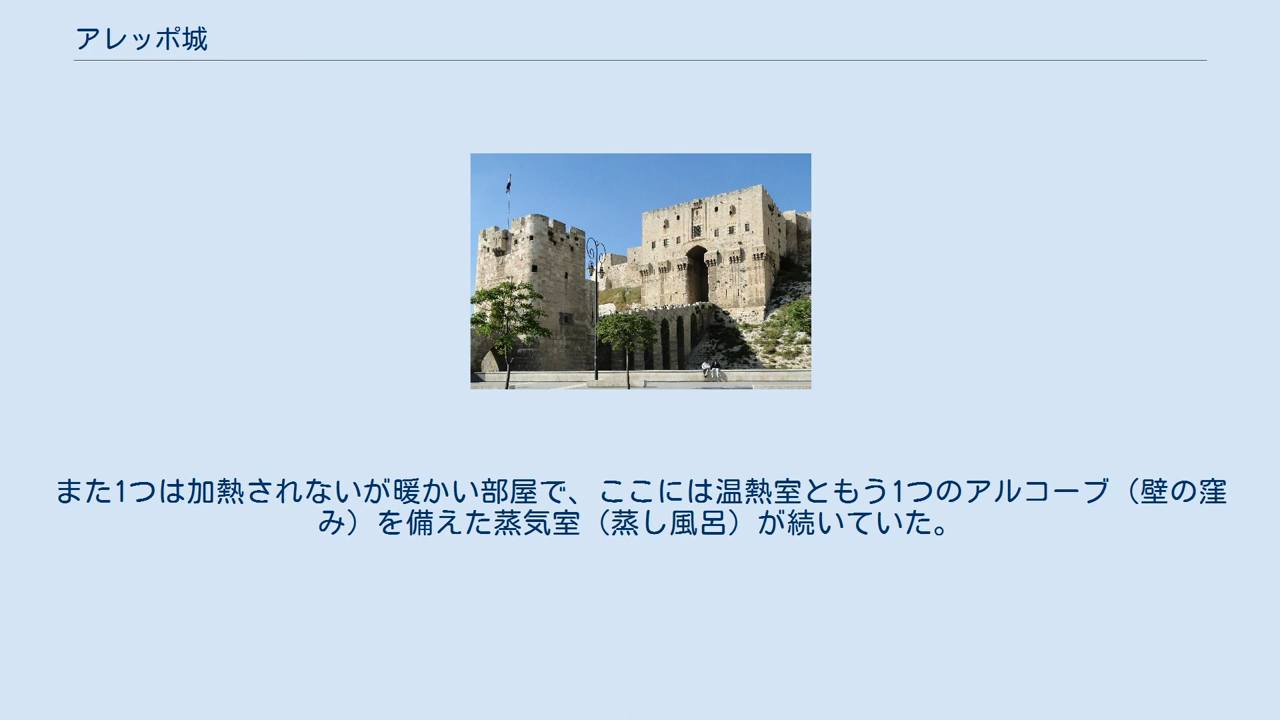 アレッポ城
また1つは加熱されないが暖かい部屋で、ここには温熱室ともう1つのアルコーブ（壁の窪
み）を備えた蒸気室（蒸し風呂）が続いていた。